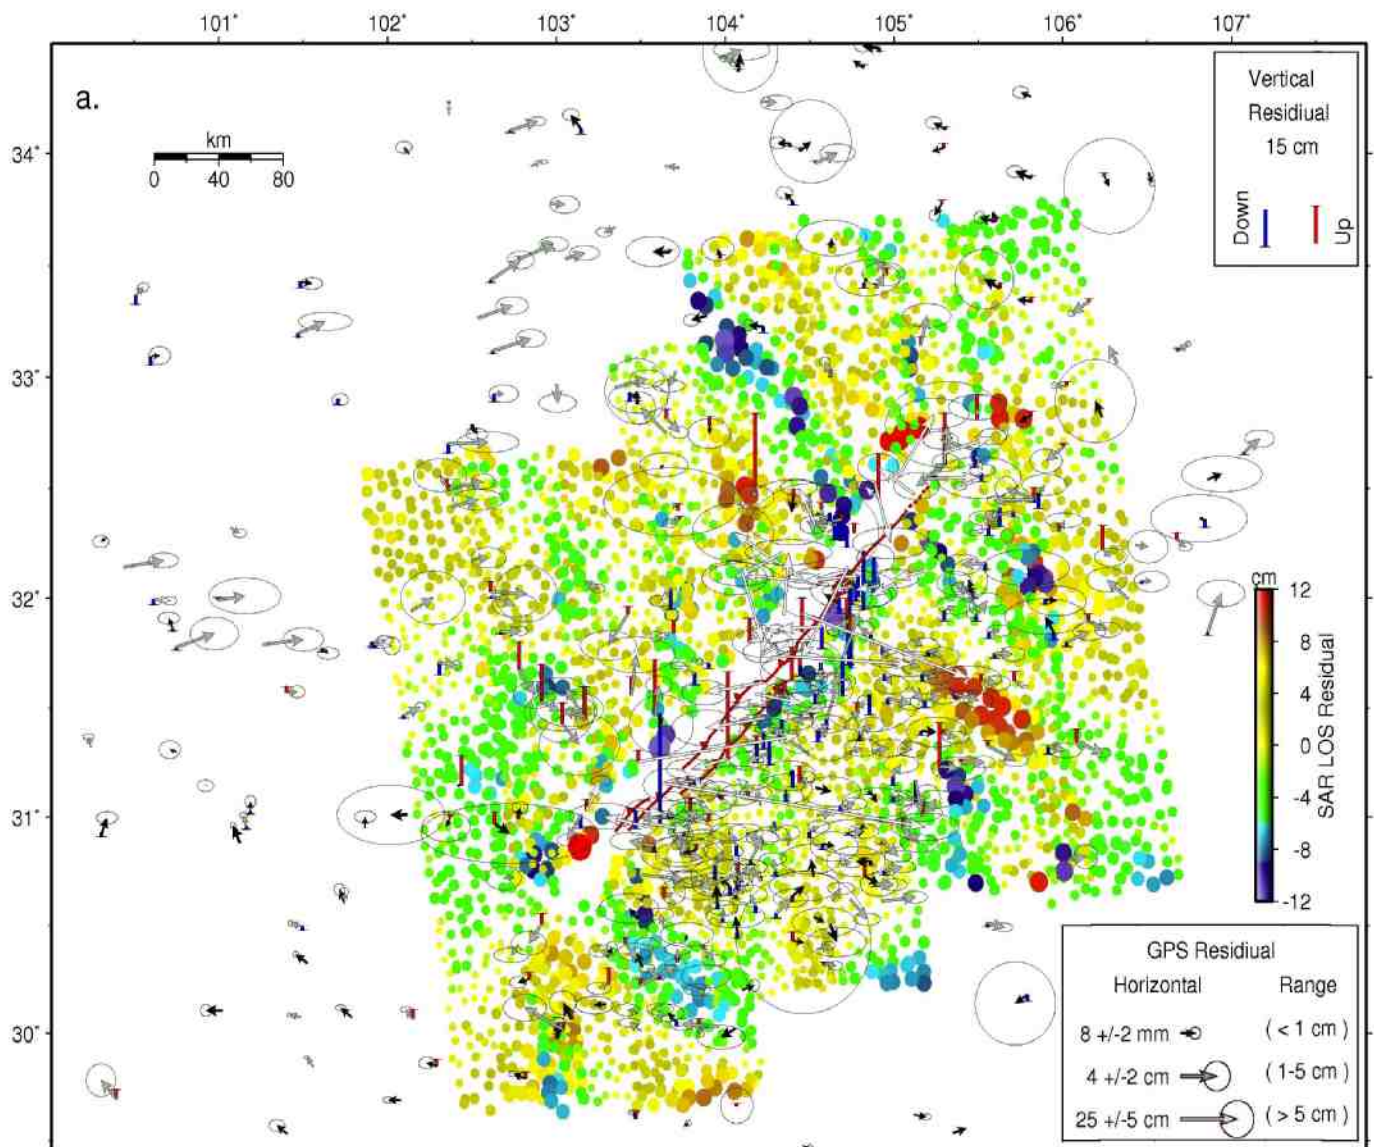 101° 102° 103° 104° 105° 106° 107°
a.
km
0 40 80
34°
33°
32°
31°
30°
Vertical
Residiual
15 cm
Down
Up
cm
12
8
4
0
-4
-8
-12
SAR LOS Residual
GPS Residiual
Horizontal Range
8 +/-2 mm ( < 1 cm )
4 +/-2 cm ( 1-5 cm )
25 +/-5 cm ( > 5 cm )